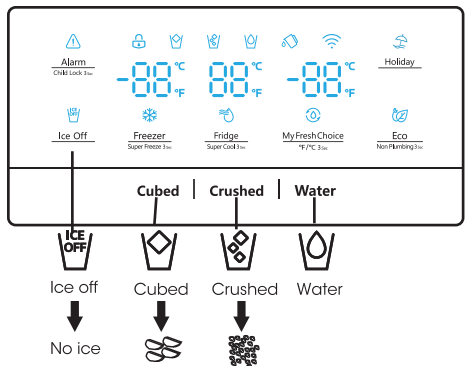 Alarm
Child Lock 3Sec
-88°C °F
88°C °F
-88°C °F
Holiday
ICE OFF
Ice Off
Freezer
Super Freeze 3Sec
Fridge
Super Cool 3Sec
My Fresh Choice
°F/°C 3Sec
Eco
Non Plumbing 3Sec
Cubed | Crushed | Water
ICE
OFF
Ice off
Cubed
Crushed
Water
No ice